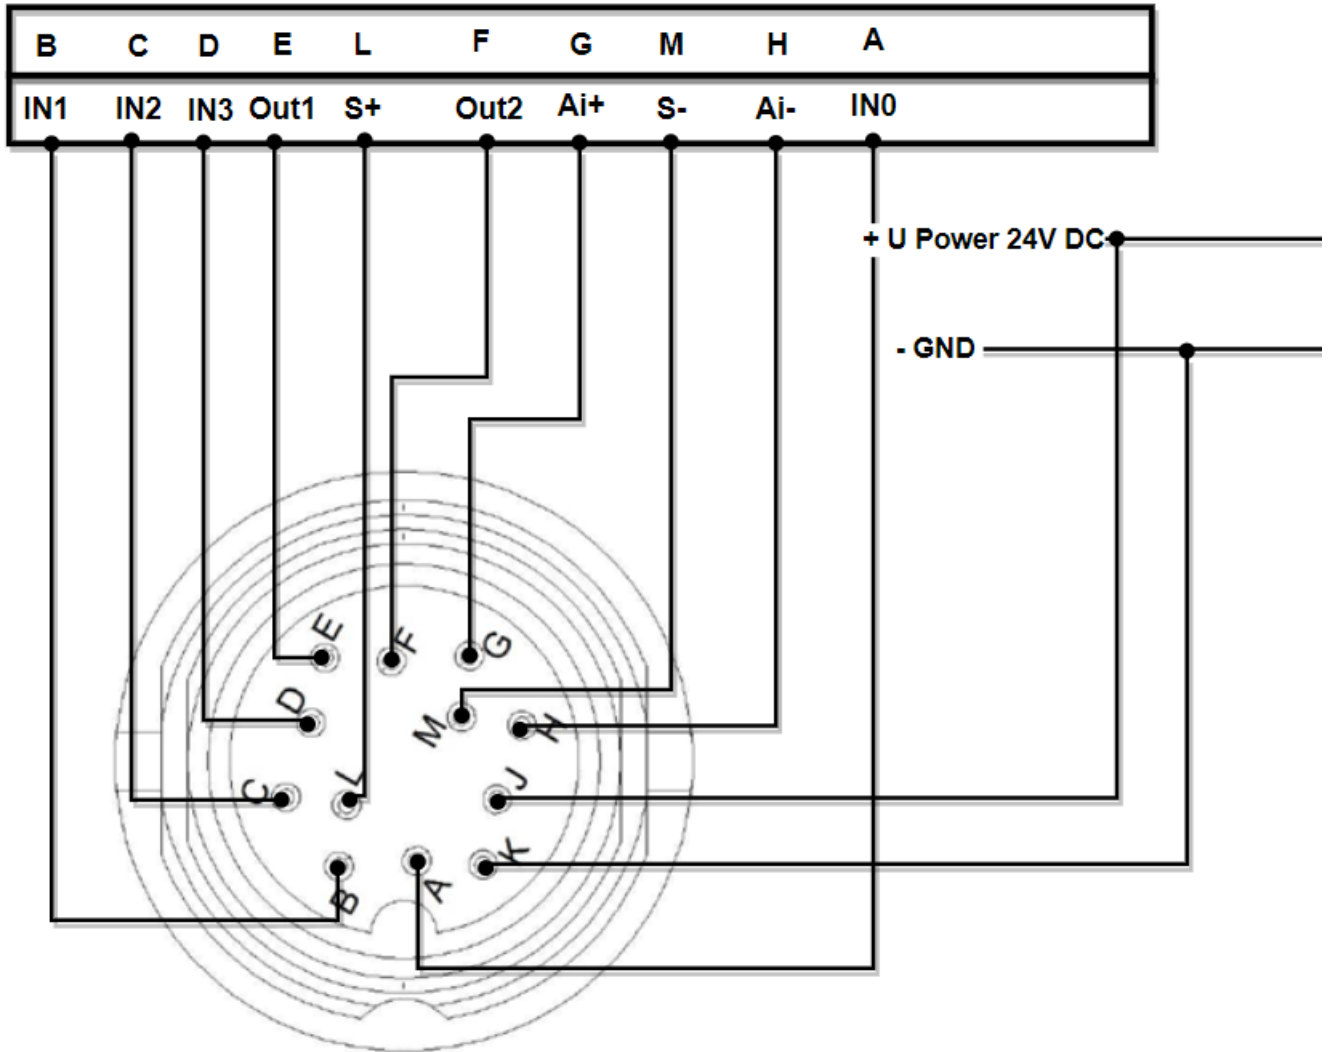 B C D E L F G M H A
IN1 IN2 IN3 Out1 S+ Out2 Ai+ S- Ai- IN0
+ U Power 24V DC
- GND
E F G
D M H
C L J
B A K